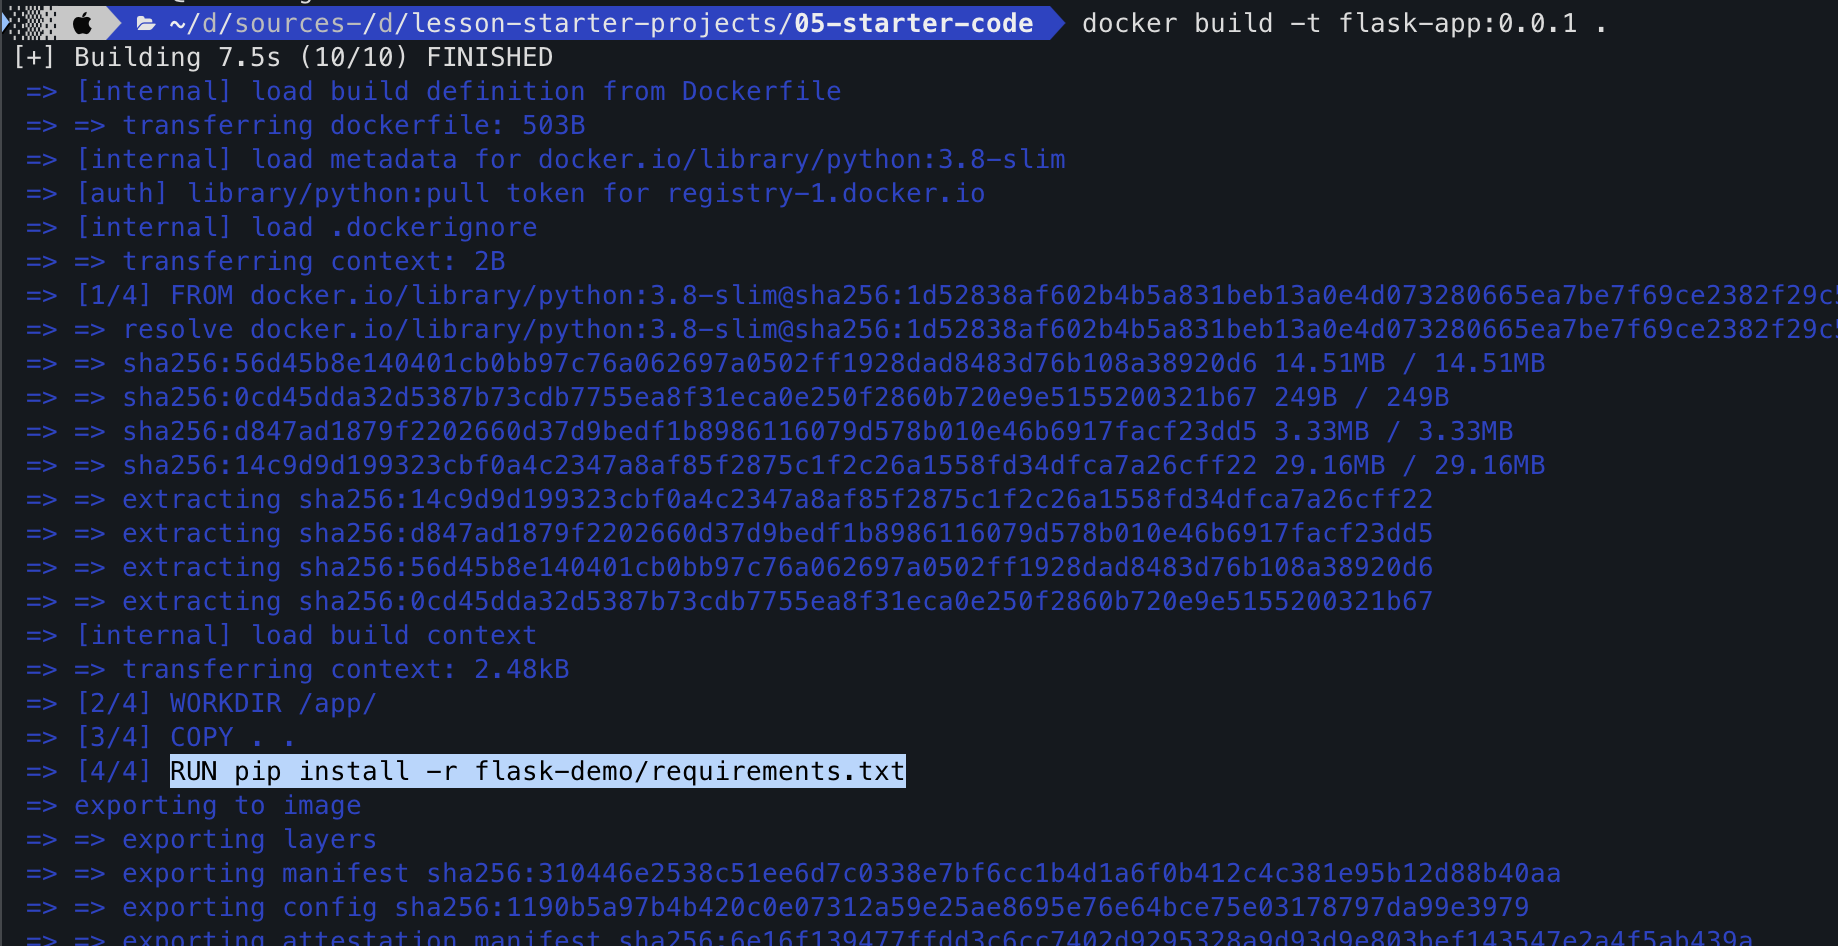 ~/d/sources-/d/lesson-starter-projects/05-starter-code docker build -t flask-app:0.0.1 .
[+] Building 7.5s (10/10) FINISHED
=> [internal] load build definition from Dockerfile
=> => transferring dockerfile: 503B
=> [internal] load metadata for docker.io/library/python:3.8-slim
=> [auth] library/python:pull token for registry-1.docker.io
=> [internal] load .dockerignore
=> => transferring context: 2B
=> [1/4] FROM docker.io/library/python:3.8-slim@sha256:1d52838af602b4b5a831beb13a0e4d073280665ea7be7f69ce2382f29c5
=> => resolve docker.io/library/python:3.8-slim@sha256:1d52838af602b4b5a831beb13a0e4d073280665ea7be7f69ce2382f29c5
=> => sha256:56d45b8e140401cb0bb97c76a062697a0502ff1928dad8483d76b108a38920d6 14.51MB / 14.51MB
=> => sha256:0cd45dda32d5387b73cdb7755ea8f31eca0e250f2860b720e9e5155200321b67 249B / 249B
=> => sha256:d847ad1879f2202660d37d9bedf1b8986116079d578b010e46b6917facf23dd5 3.33MB / 3.33MB
=> => sha256:14c9d9d199323cbf0a4c2347a8af85f2875c1f2c26a1558fd34dfca7a26cff22 29.16MB / 29.16MB
=> => extracting sha256:14c9d9d199323cbf0a4c2347a8af85f2875c1f2c26a1558fd34dfca7a26cff22
=> => extracting sha256:d847ad1879f2202660d37d9bedf1b8986116079d578b010e46b6917facf23dd5
=> => extracting sha256:56d45b8e140401cb0bb97c76a062697a0502ff1928dad8483d76b108a38920d6
=> => extracting sha256:0cd45dda32d5387b73cdb7755ea8f31eca0e250f2860b720e9e5155200321b67
=> [internal] load build context
=> => transferring context: 2.48kB
=> [2/4] WORKDIR /app/
=> [3/4] COPY . .
=> [4/4] RUN pip install -r flask-demo/requirements.txt
=> exporting to image
=> => exporting layers
=> => exporting manifest sha256:310446e2538c51ee6d7c0338e7bf6cc1b4d1a6f0b412c4c381e95b12d88b40aa
=> => exporting config sha256:1190b5a97b4b420c0e07312a59e25ae8695e76e64bce75e03178797da99e3979
=> => exporting attestation manifest sha256:6e16f139477ffdd3c6cc7402d9295328a9d93d9e803bef143547e2a4f5ab439a